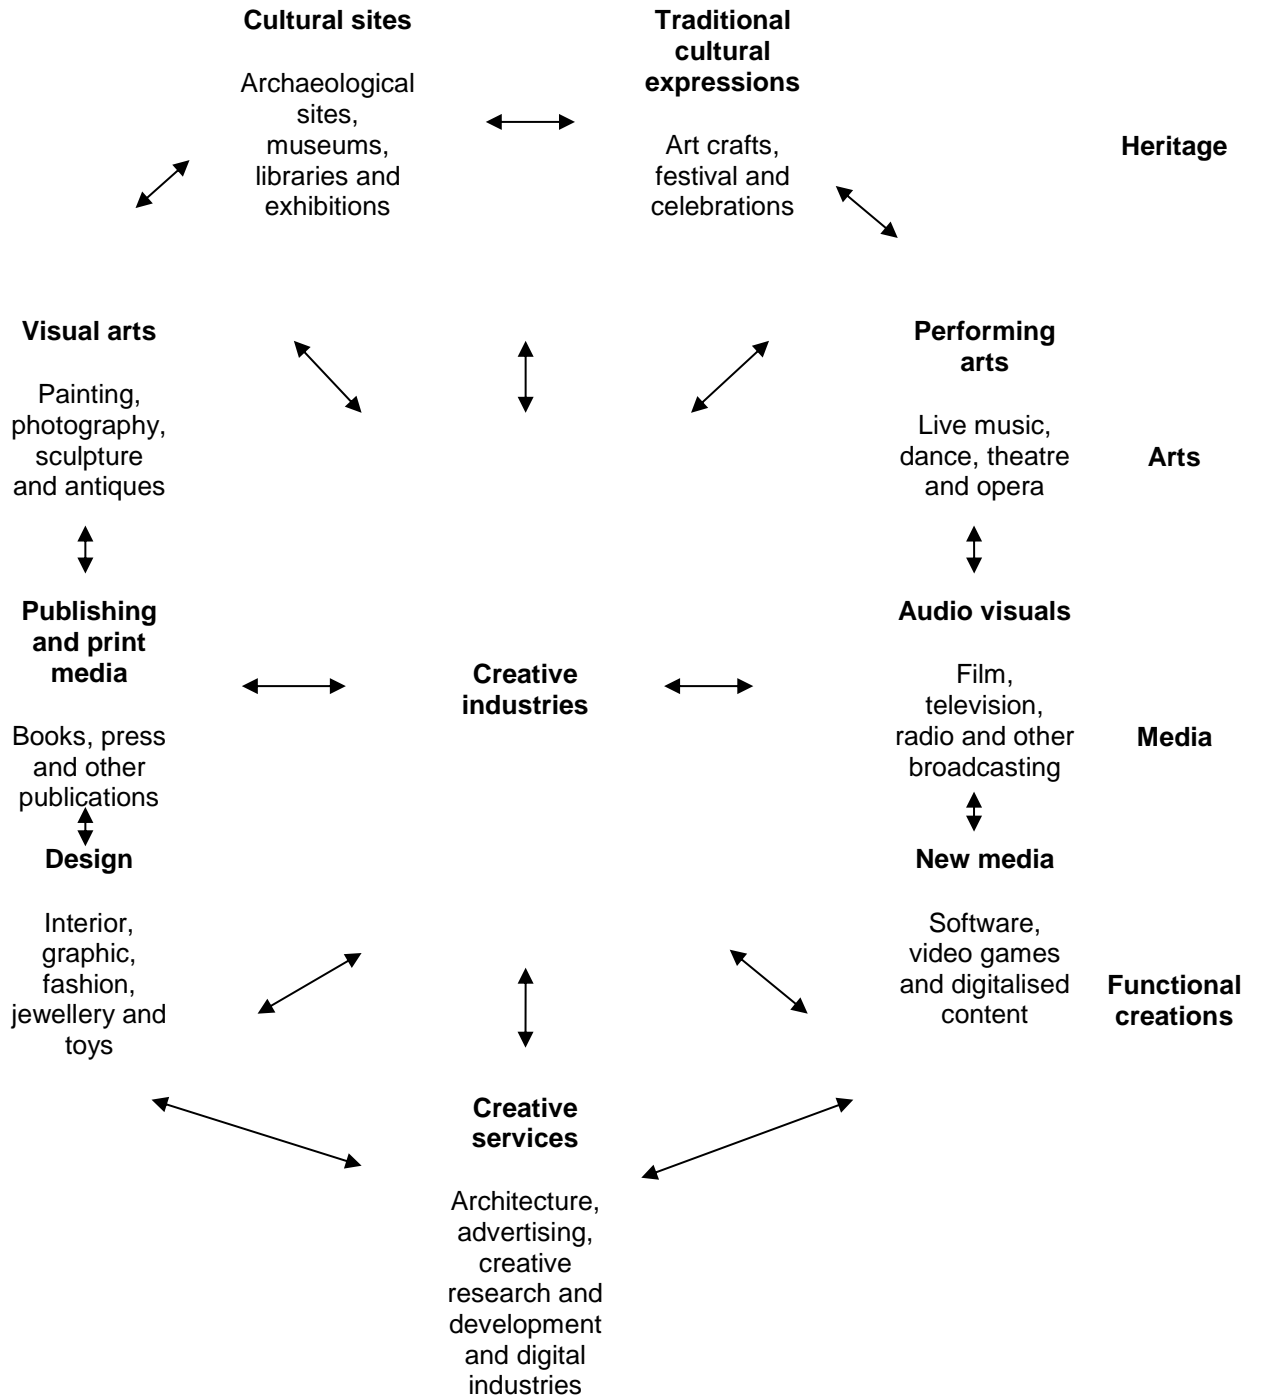 Cultural sites
Archaeological
sites,
museums,
libraries and
exhibitions
Traditional
cultural
expressions
Art crafts,
festival and
celebrations
Heritage
Visual arts
Painting,
photography,
sculpture
and antiques
Performing
arts
Live music,
dance, theatre
and opera
Arts
Publishing
and print
media
Books, press
and other
publications
Creative
industries
Audio visuals
Film,
television,
radio and other
broadcasting
Media
Design
Interior,
graphic,
fashion,
jewellery and
toys
New media
Software,
video games
and digitalised
content
Functional
creations
Creative
services
Architecture,
advertising,
creative
research and
development
and digital
industries